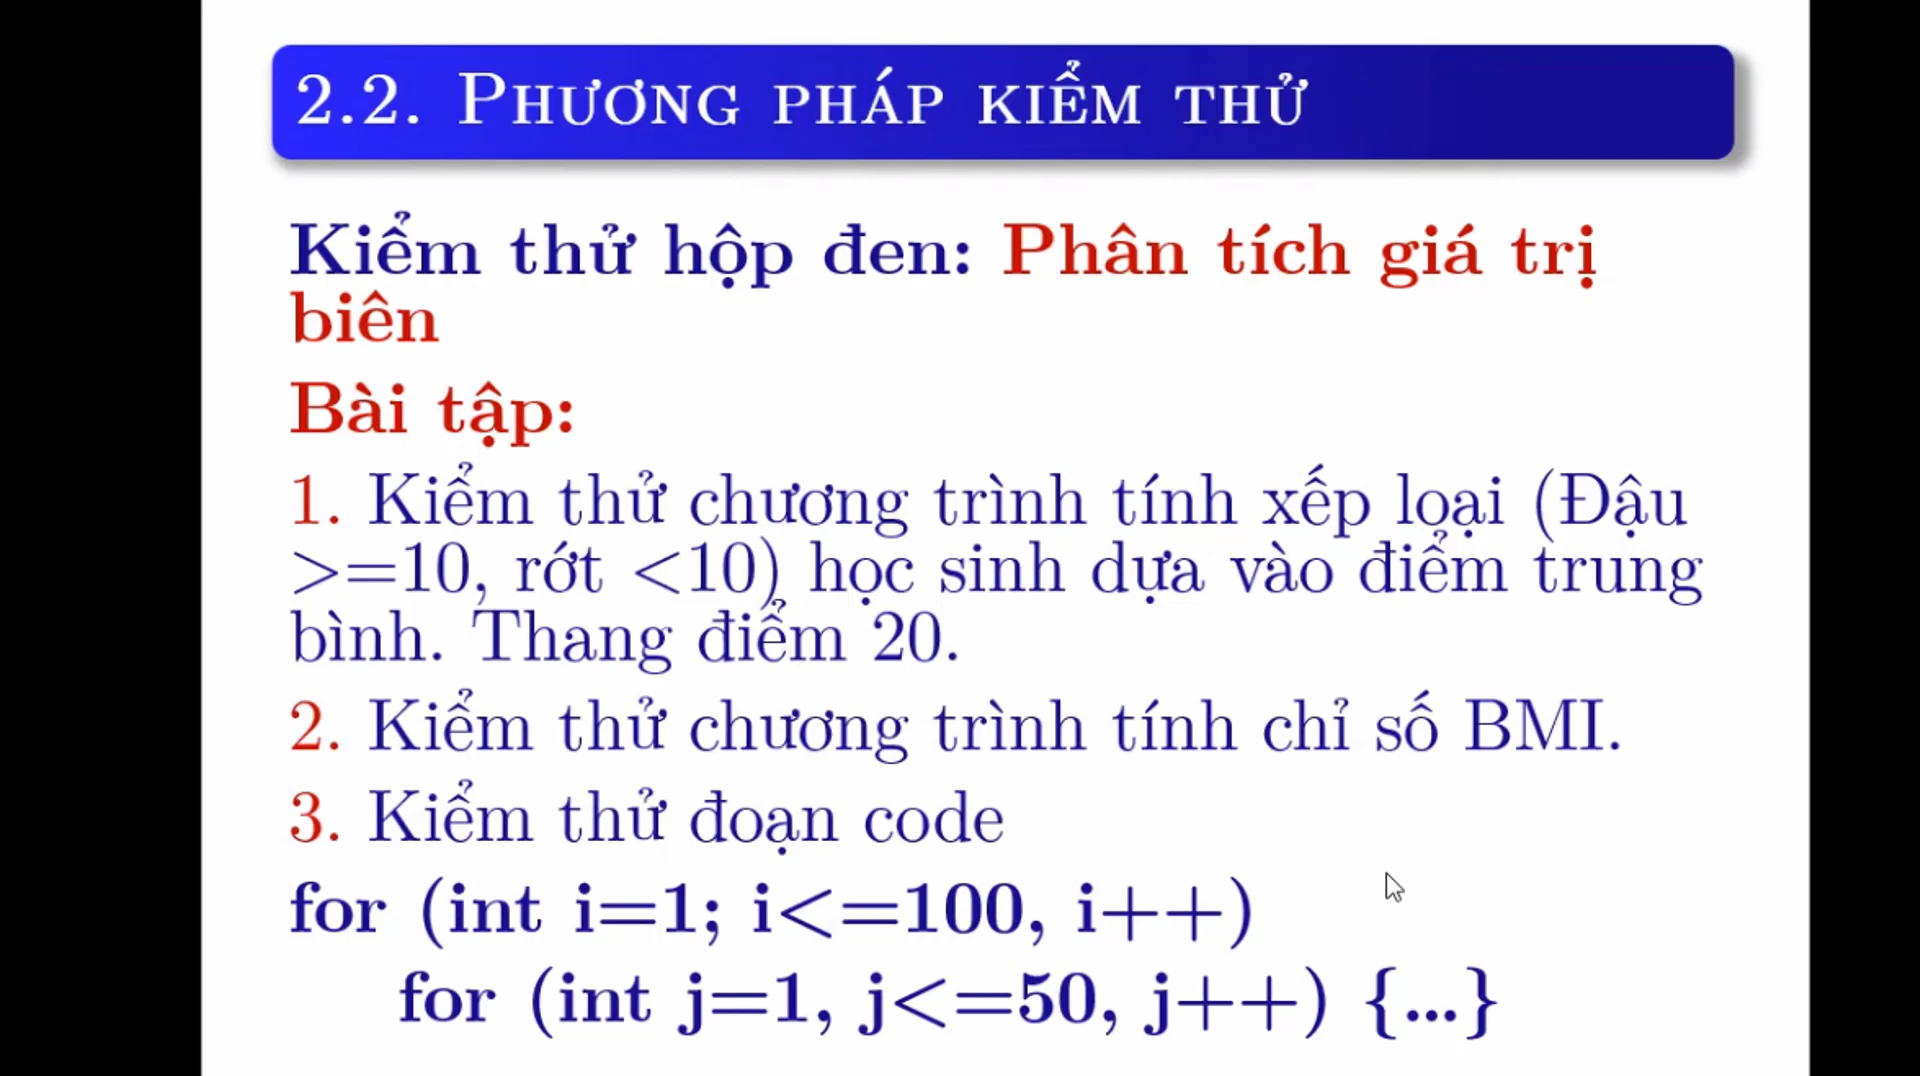 2.2. Phương pháp kiểm thử
Kiểm thử hộp đen: Phân tích giá trị
biên
Bài tập:
1. Kiểm thử chương trình tính xếp loại (Đậu
>=10, rớt <10) học sinh dựa vào điểm trung
bình. Thang điểm 20.
2. Kiểm thử chương trình tính chỉ số BMI.
3. Kiểm thử đoạn code
for (int i=1; i<=100, i++)
for (int j=1, j<=50, j++) {...}